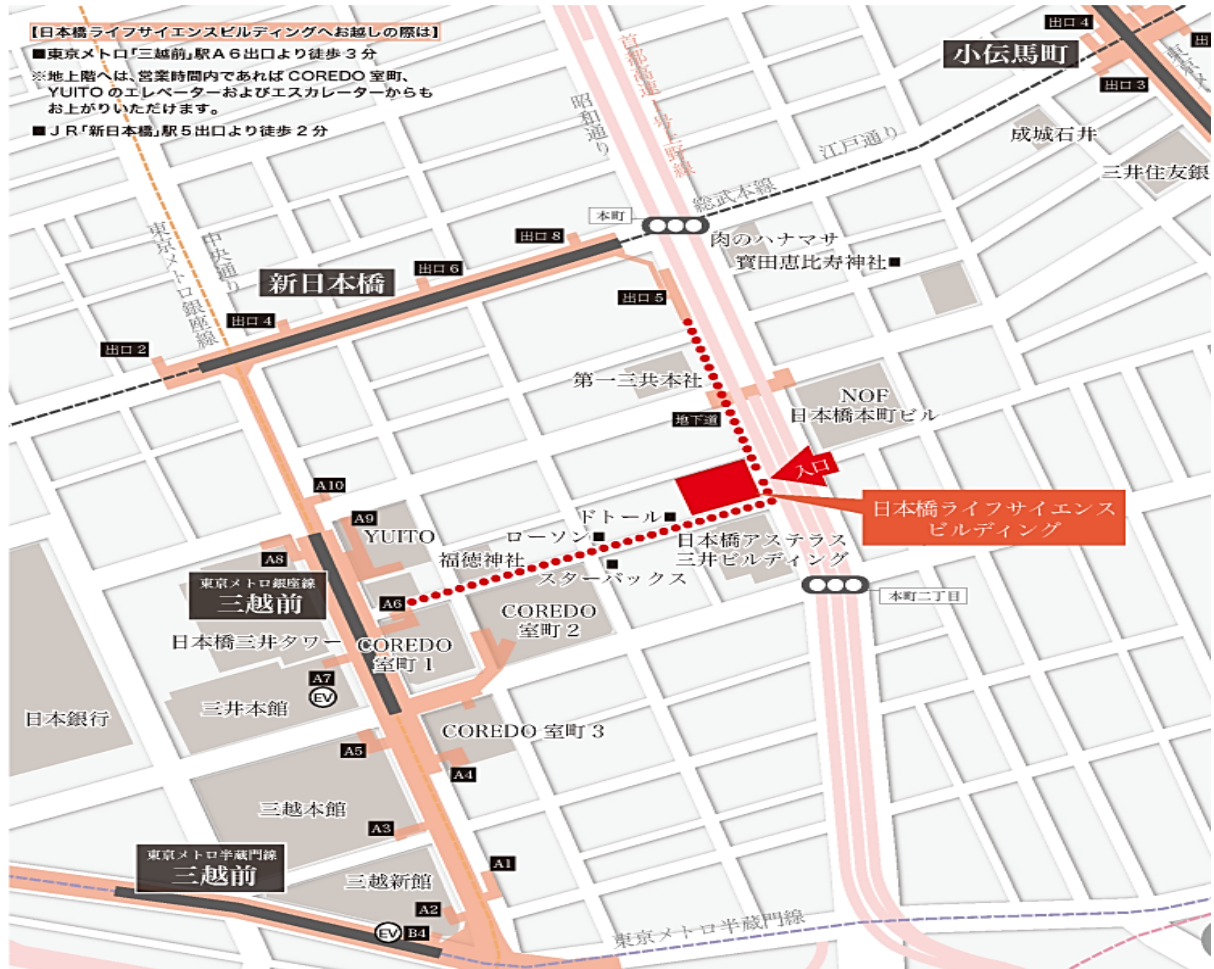 【日本橋ライフサイエンスビルディングへお越しの際は】
■東京メトロ「三越前」駅A6出口より徒歩3分
※地上階へは、営業時間内であれば COREDO 室町、
YUITO のエレベーターおよびエスカレーターからも
お上がりいただけます。
■JR「新日本橋」駅5出口より徒歩2分
出口 4
小伝馬町
出口 3
成城石井
三井住友銀
首都高速一号上野線
昭和通り
江戸通り
総武本線
本町
肉のハナマサ
寶田恵比寿神社■
東京メトロ銀座線
中央通り
新日本橋
出口 8
出口 6
出口 4
出口 2
出口 5
第一三共本社
地下道
NOF
日本橋本町ビル
入口
日本橋ライフサイエンス
ビルディング
ドトール■
ローソン■
■
スターバックス
日本橋アステラス
三井ビルディング
本町二丁目
A10
A9
YUITO
福徳神社
A8
東京メトロ銀座線
三越前
A6
日本橋三井タワー
COREDO
室町 1
COREDO
室町 2
A7
EV
三井本館
日本銀行
COREDO 室町 3
A5
A4
三越本館
A3
東京メトロ半蔵門線
三越前
A1
三越新館
A2
EV
B4
東京メトロ半蔵門線